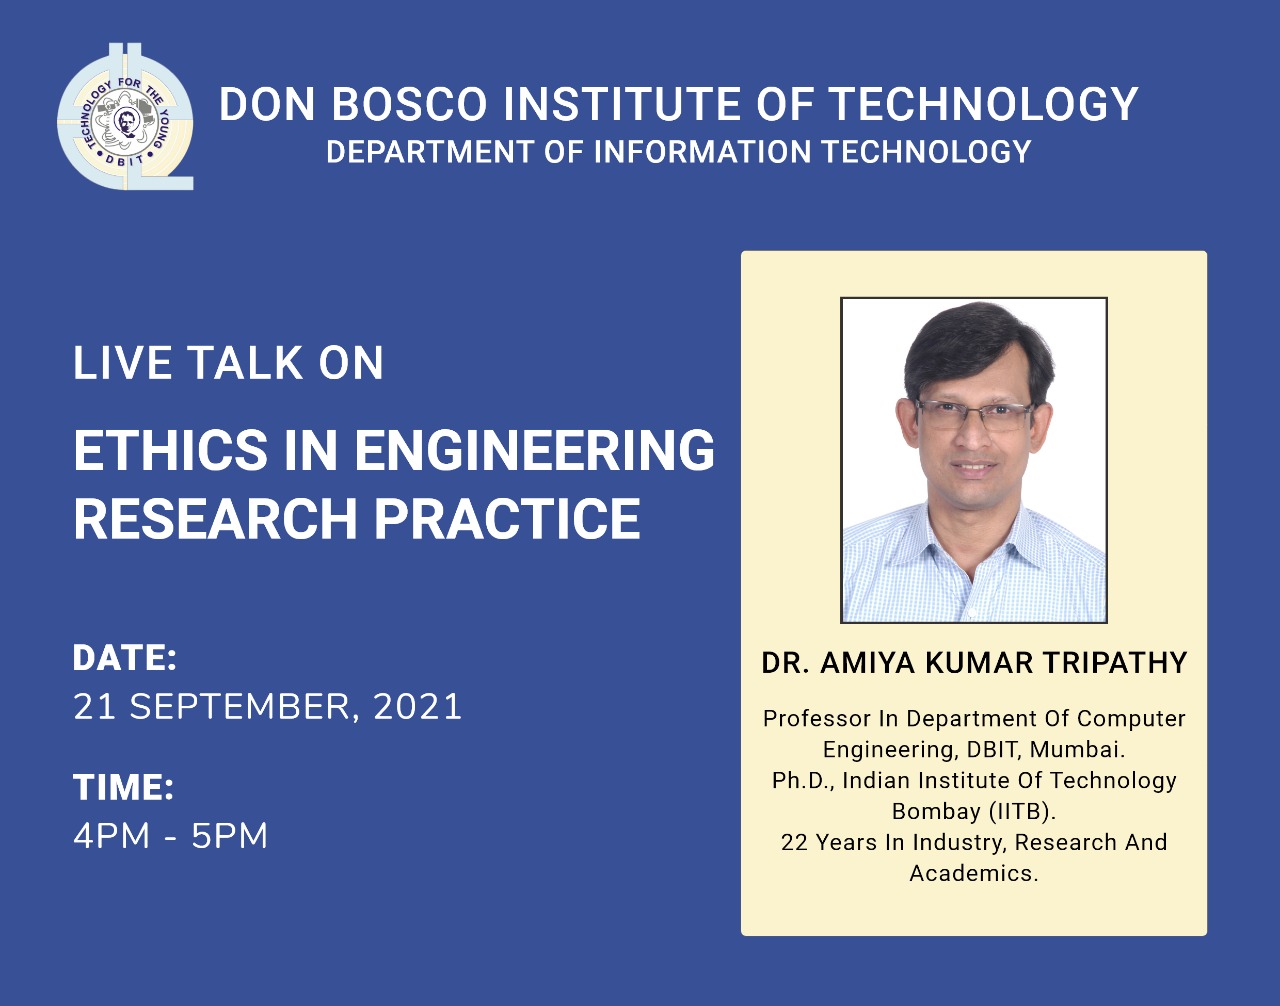 TECHNOLOGY FOR THE YOUNG
• DBIT •
DON BOSCO INSTITUTE OF TECHNOLOGY
DEPARTMENT OF INFORMATION TECHNOLOGY
LIVE TALK ON
ETHICS IN ENGINEERING
RESEARCH PRACTICE
DATE:
21 SEPTEMBER, 2021
TIME:
4PM - 5PM
DR. AMIYA KUMAR TRIPATHY
Professor In Department Of Computer
Engineering, DBIT, Mumbai.
Ph.D., Indian Institute Of Technology
Bombay (IITB).
22 Years In Industry, Research And
Academics.